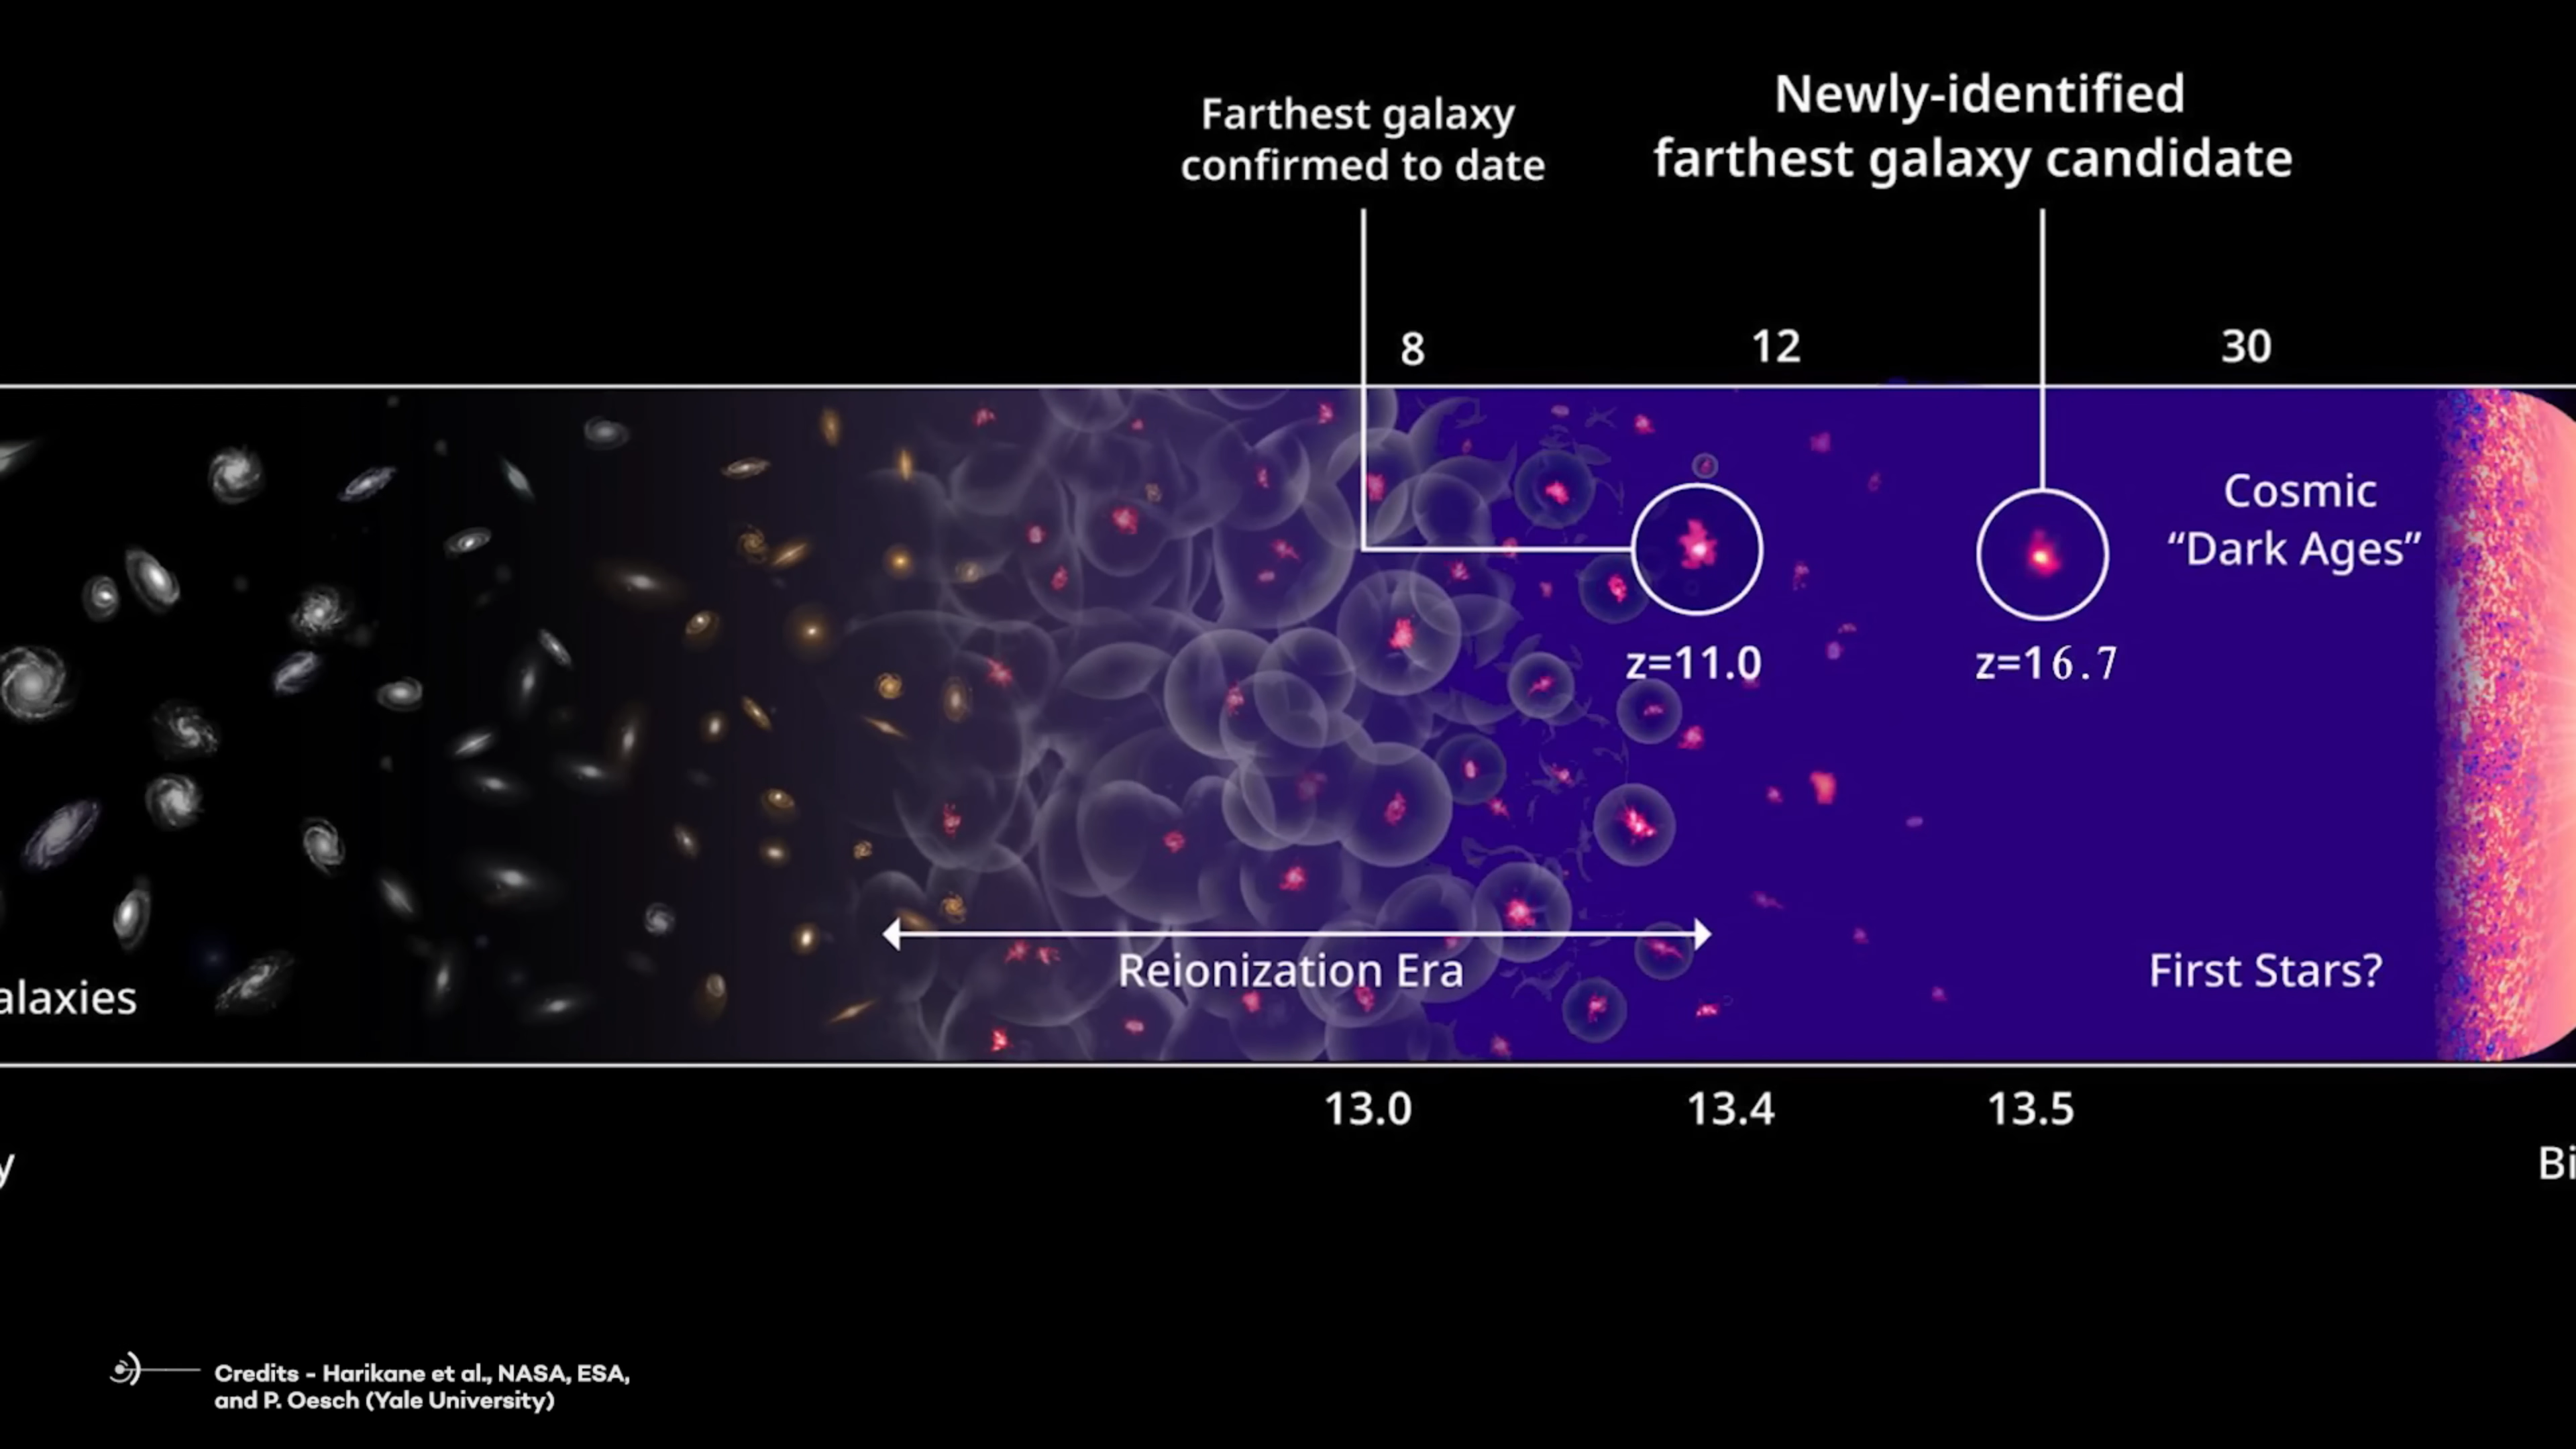 Farthest galaxy
confirmed to date
Newly-identified
farthest galaxy candidate
8
12
30
Cosmic
“Dark Ages”
z=11.0
z=16.7
Reionization Era
First Stars?
alaxies
13.0
13.4
13.5
y
Bi
Credits - Harikane et al., NASA, ESA,
and P. Oesch (Yale University)